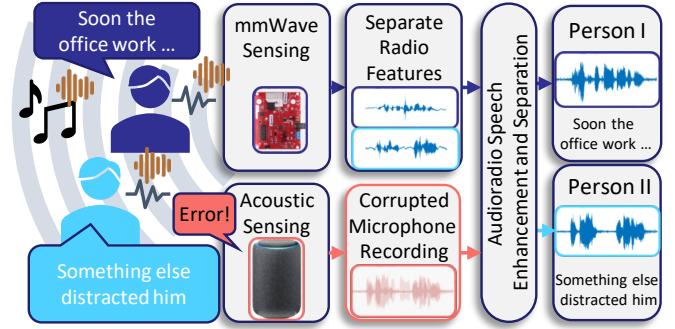 Soon the
office work ...
mmWave
Sensing
Separate
Radio
Features
Audioradio Speech
Enhancement and Separation
Person I
Soon the
office work ...
Error!
Acoustic
Sensing
Corrupted
Microphone
Recording
Person II
Something else
distracted him
Something else
distracted him